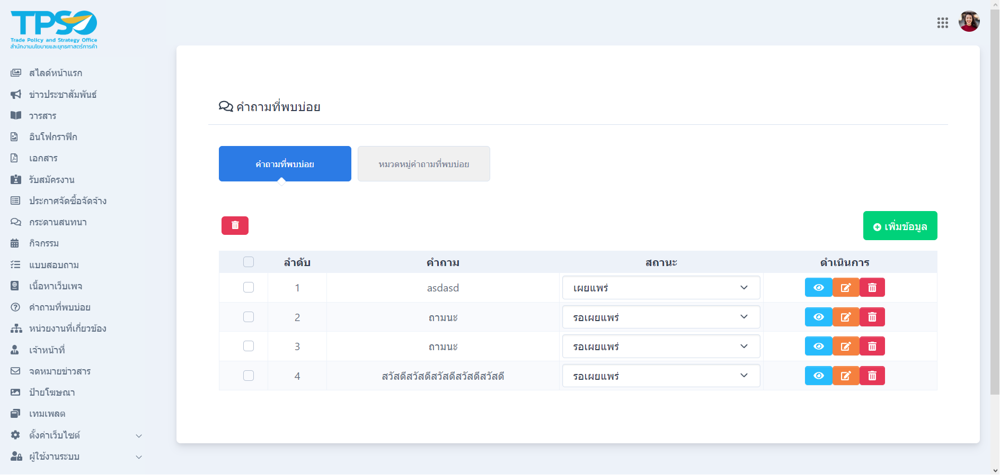 TPSO
Trade Policy and Strategy Office
สำนักงานนโยบายและยุทธศาสตร์การค้า
สไลด์หน้าแรก
ข่าวประชาสัมพันธ์
วารสาร
อินโฟกราฟิก
เอกสาร
รับสมัครงาน
ประกาศจัดซื้อจัดจ้าง
กระดานสนทนา
กิจกรรม
แบบสอบถาม
เนื้อหาเว็บเพจ
คำถามที่พบบ่อย
หน่วยงานที่เกี่ยวข้อง
เจ้าหน้าที่
จดหมายข่าวสาร
ป้ายโฆษณา
เทมเพลต
ตั้งค่าเว็บไซต์
ผู้ใช้งานระบบ
คำถามที่พบบ่อย
คำถามที่พบบ่อย หมวดหมู่คำถามที่พบบ่อย
เพิ่มข้อมูล
ลำดับ คำถาม สถานะ ดำเนินการ
1 asdasd เผยแพร่
2 ถามนะ รอเผยแพร่
3 ถามนะ รอเผยแพร่
4 สวัสดีสวัสดีสวัสดีสวัสดีสวัสดี รอเผยแพร่